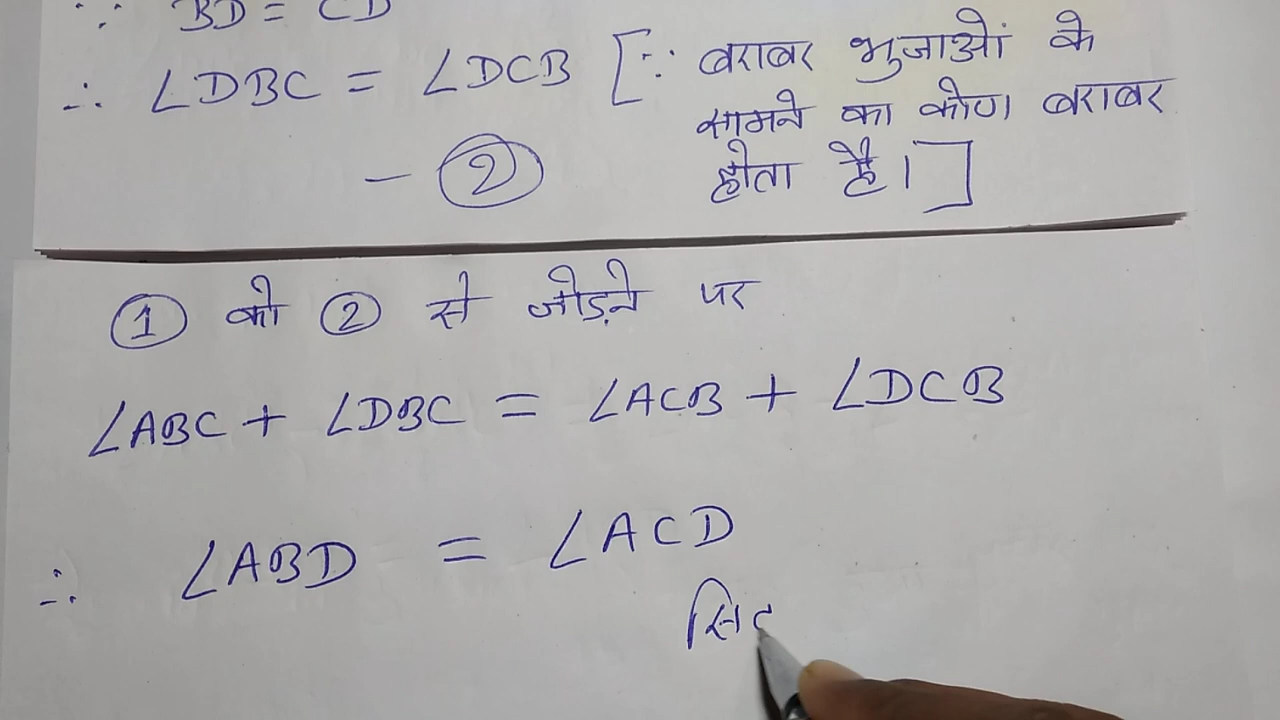 ∵ BD = CD
∴ ∠DBC = ∠DCB [∵ बराबर भुजाओं के
सामने का कोण बराबर
होता है।]
- ②
① को ② से जोड़ने पर
∠ABC + ∠DBC = ∠ACB + ∠DCB
∴ ∠ABD = ∠ACD